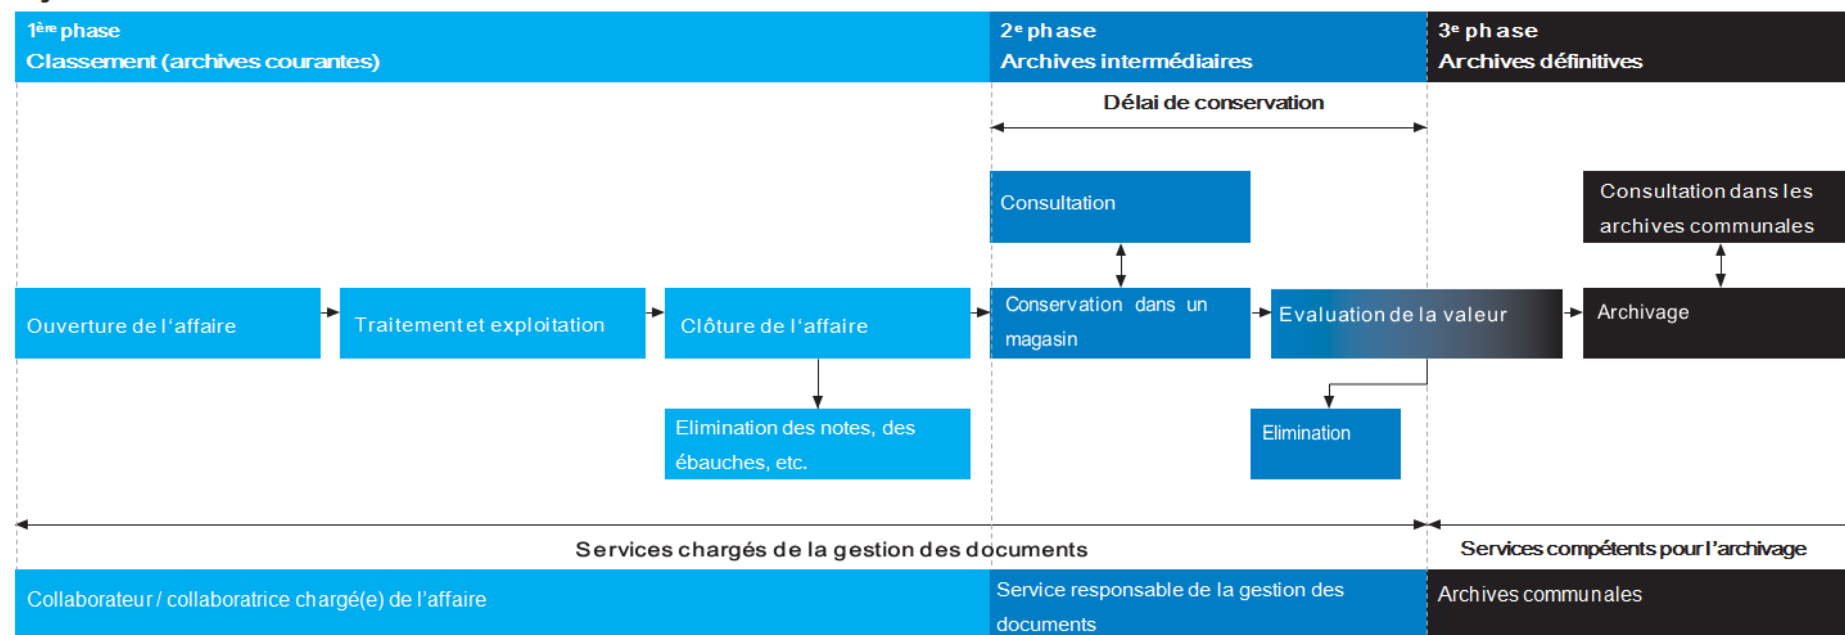 1ère phase
Classement (archives courantes)
2e phase
Archives intermédiaires
3e phase
Archives définitives
Délai de conservation
Consultation
Consultation dans les
archives communales
Ouverture de l‘affaire
Traitement et exploitation
Clôture de l‘affaire
Conservation dans un
magasin
Evaluation de la valeur
Archivage
Elimination des notes, des
ébauches, etc.
Elimination
Services chargés de la gestion des documents
Services compétents pour l’archivage
Collaborateur / collaboratrice chargé(e) de l’affaire
Service responsable de la gestion des
documents
Archives communales